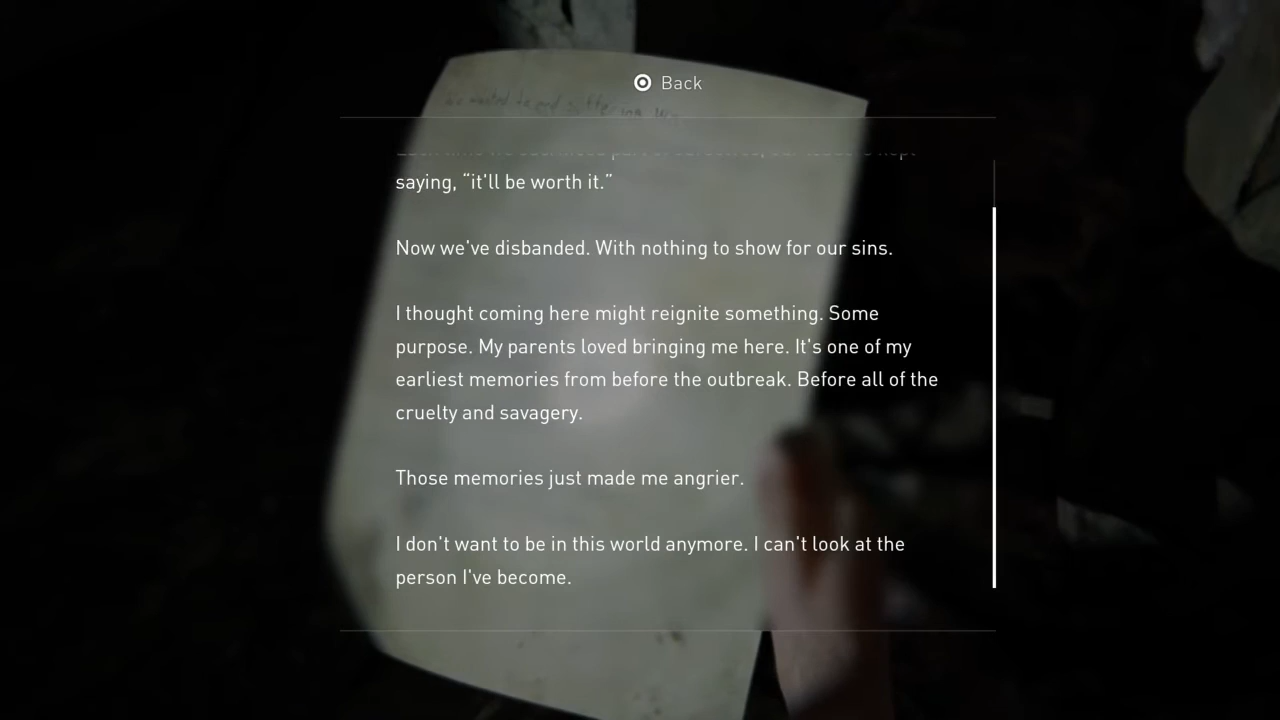 Back
saying, “it'll be worth it.”
Now we've disbanded. With nothing to show for our sins.
I thought coming here might reignite something. Some
purpose. My parents loved bringing me here. It's one of my
earliest memories from before the outbreak. Before all of the
cruelty and savagery.
Those memories just made me angrier.
I don't want to be in this world anymore. I can't look at the
person I've become.